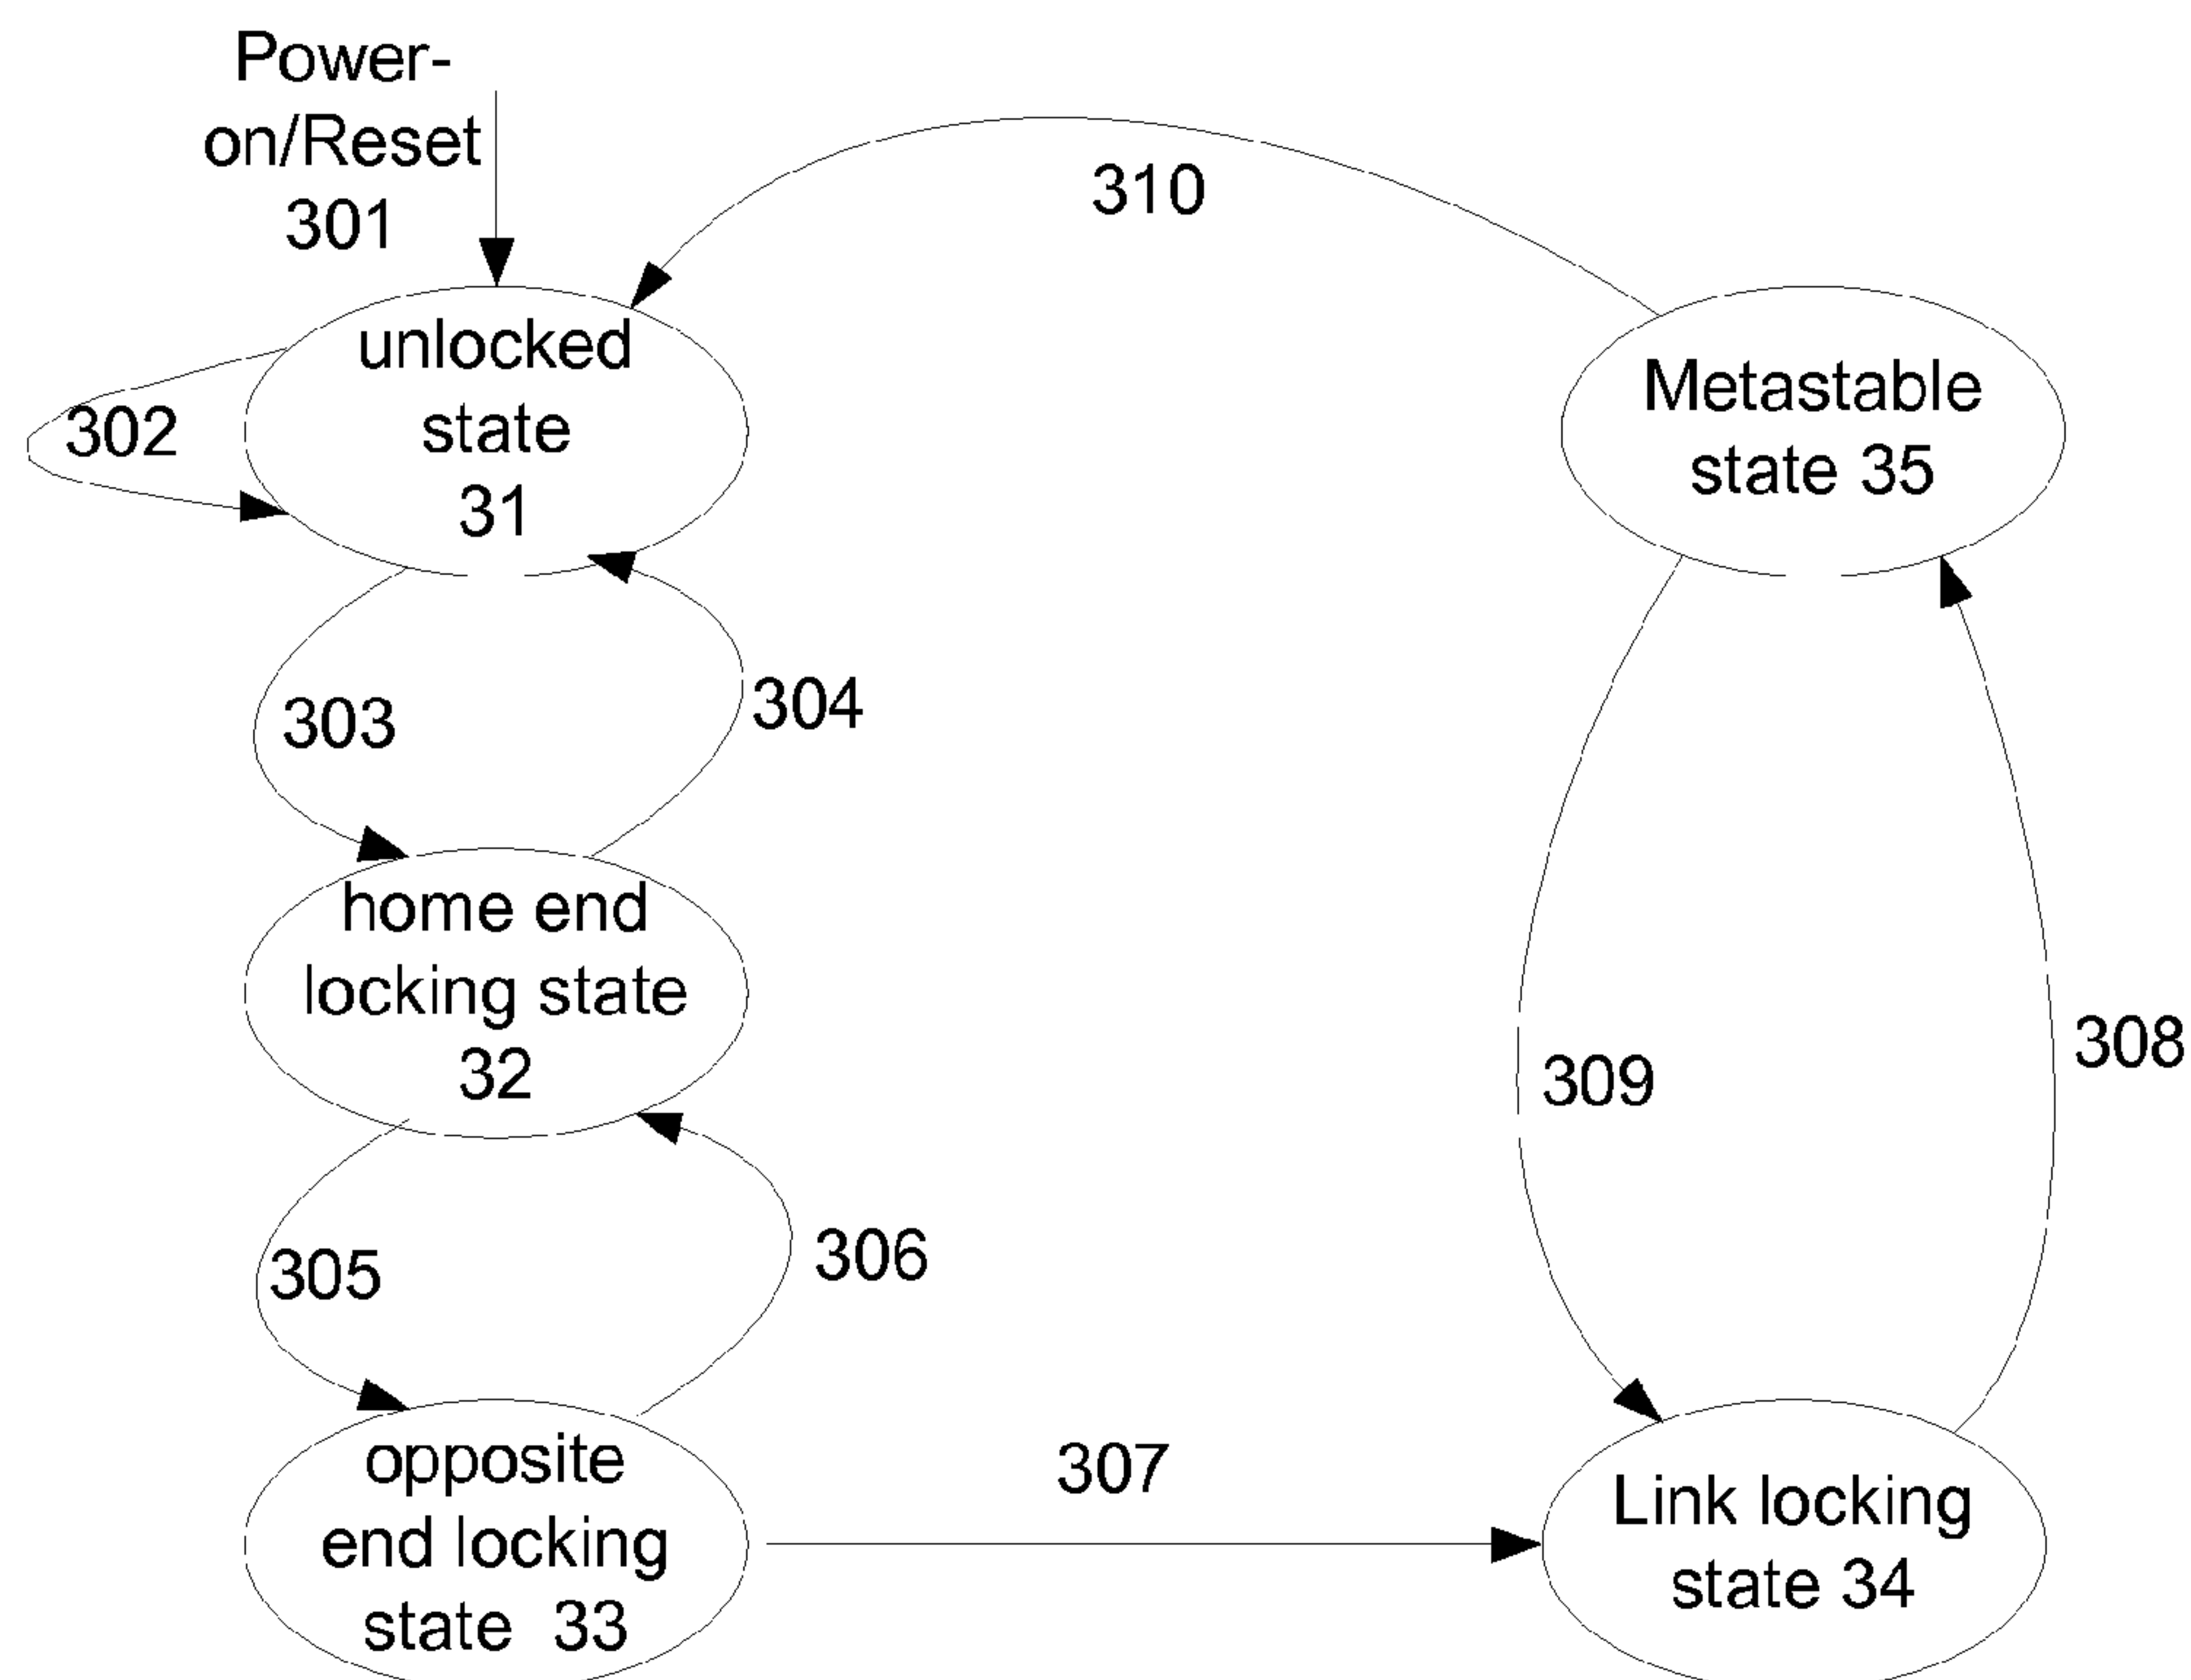 Power-
on/Reset
301
310
unlocked
state
31
302
Metastable
state 35
303
304
home end
locking state
32
309
308
305
306
opposite
end locking
state 33
307
Link locking
state 34